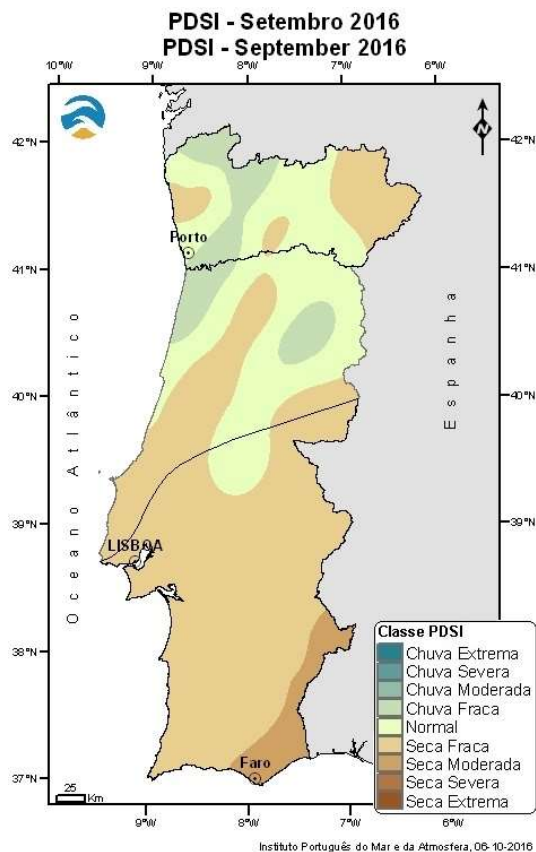 PDSI - Setembro 2016
PDSI - September 2016
10°W 9°W 8°W 7°W 6°W
42°N 42°N
N
Porto
41°N 41°N
Oceano Atlântico
Espanha
40°N 40°N
39°N 39°N
LISBOA
38°N 38°N
Classe PDSI
Chuva Extrema
Chuva Severa
Chuva Moderada
Chuva Fraca
Normal
Seca Fraca
Seca Moderada
Seca Severa
Seca Extrema
Faro
37°N 37°N
25
Km
9°W 8°W 7°W 6°W
Instituto Português do Mar e da Atmosfera, 06-10-2016